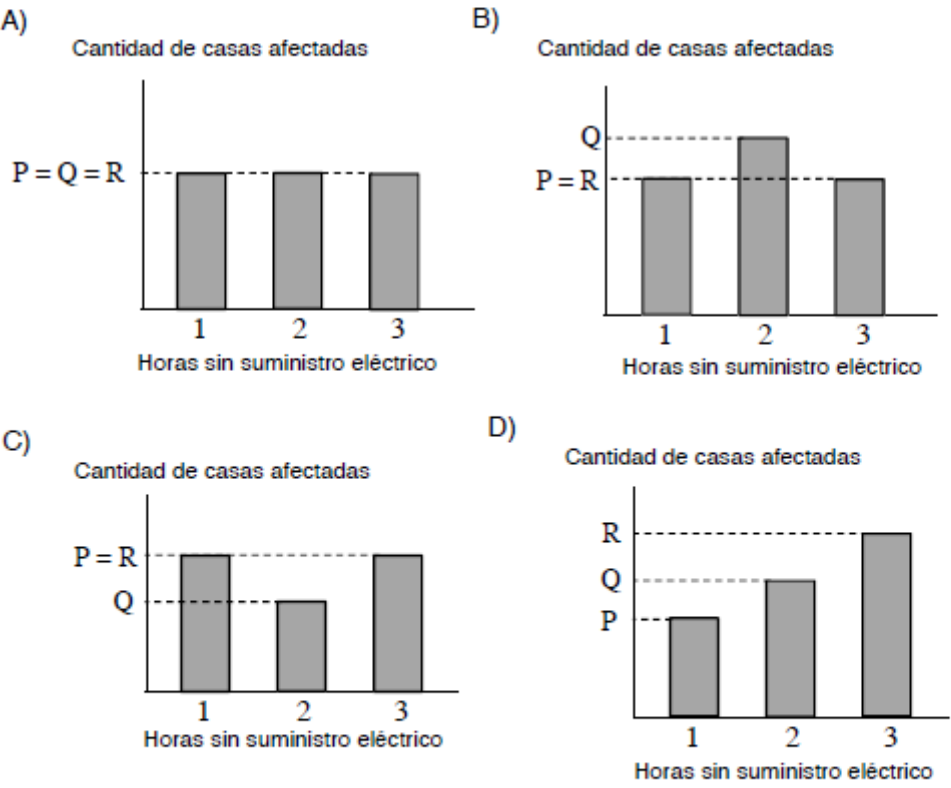 A)
Cantidad de casas afectadas
P = Q = R
1 2 3
Horas sin suministro eléctrico
B)
Cantidad de casas afectadas
Q
P = R
1 2 3
Horas sin suministro eléctrico
C)
Cantidad de casas afectadas
P = R
Q
1 2 3
Horas sin suministro eléctrico
D)
Cantidad de casas afectadas
R
Q
P
1 2 3
Horas sin suministro eléctrico